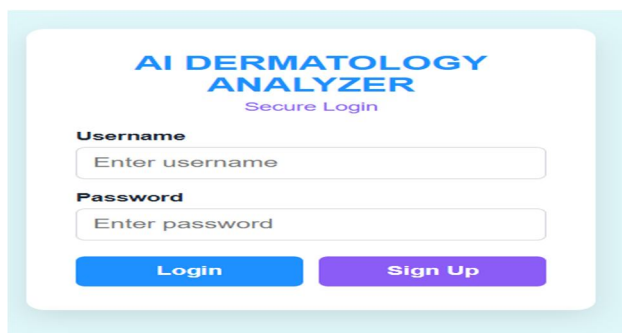 AI DERMATOLOGY
ANALYZER
Secure Login
Username
Enter username
Password
Enter password
Login Sign Up